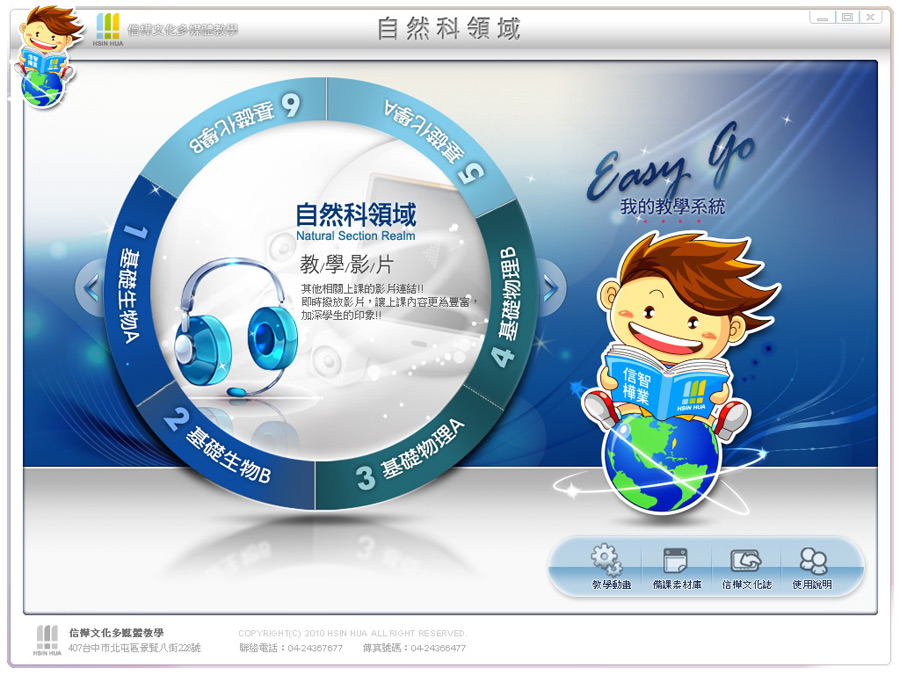 HSIN HUA
信樺文化多媒體教學
自然科領域
6 基礎化學B
5 基礎化學A
1 基礎生物A
2 基礎生物B
3 基礎物理A
4 基礎物理B
自然科領域
Natural Section Realm
教/學/影/片
其他相關上課的影片連結!!
即時撥放影片，讓上課內容更為豐富，
加深學生的印象!!
Easy Go
我的教學系統
信樺 智業
HSIN HUA
教學動畫
備課素材庫
信樺文化誌
使用說明
HSIN HUA
信樺文化多媒體教學
407台中市北屯區景賢八街228號
COPYRIGHT(C) 2010 HSIN HUA ALL RIGHT RESERVED.
聯絡電話：04-24367677 傳真號碼：04-24366477